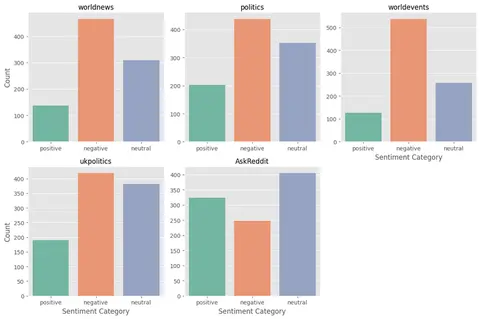 worldnews
politics
worldevents
Count
400
300
200
100
0
positive
negative
neutral
400
300
200
100
0
positive
negative
neutral
500
400
300
200
100
0
positive
negative
neutral
Sentiment Category
ukpolitics
AskReddit
Count
400
350
300
250
200
150
100
50
0
positive
negative
neutral
Sentiment Category
400
350
300
250
200
150
100
50
0
positive
negative
neutral
Sentiment Category